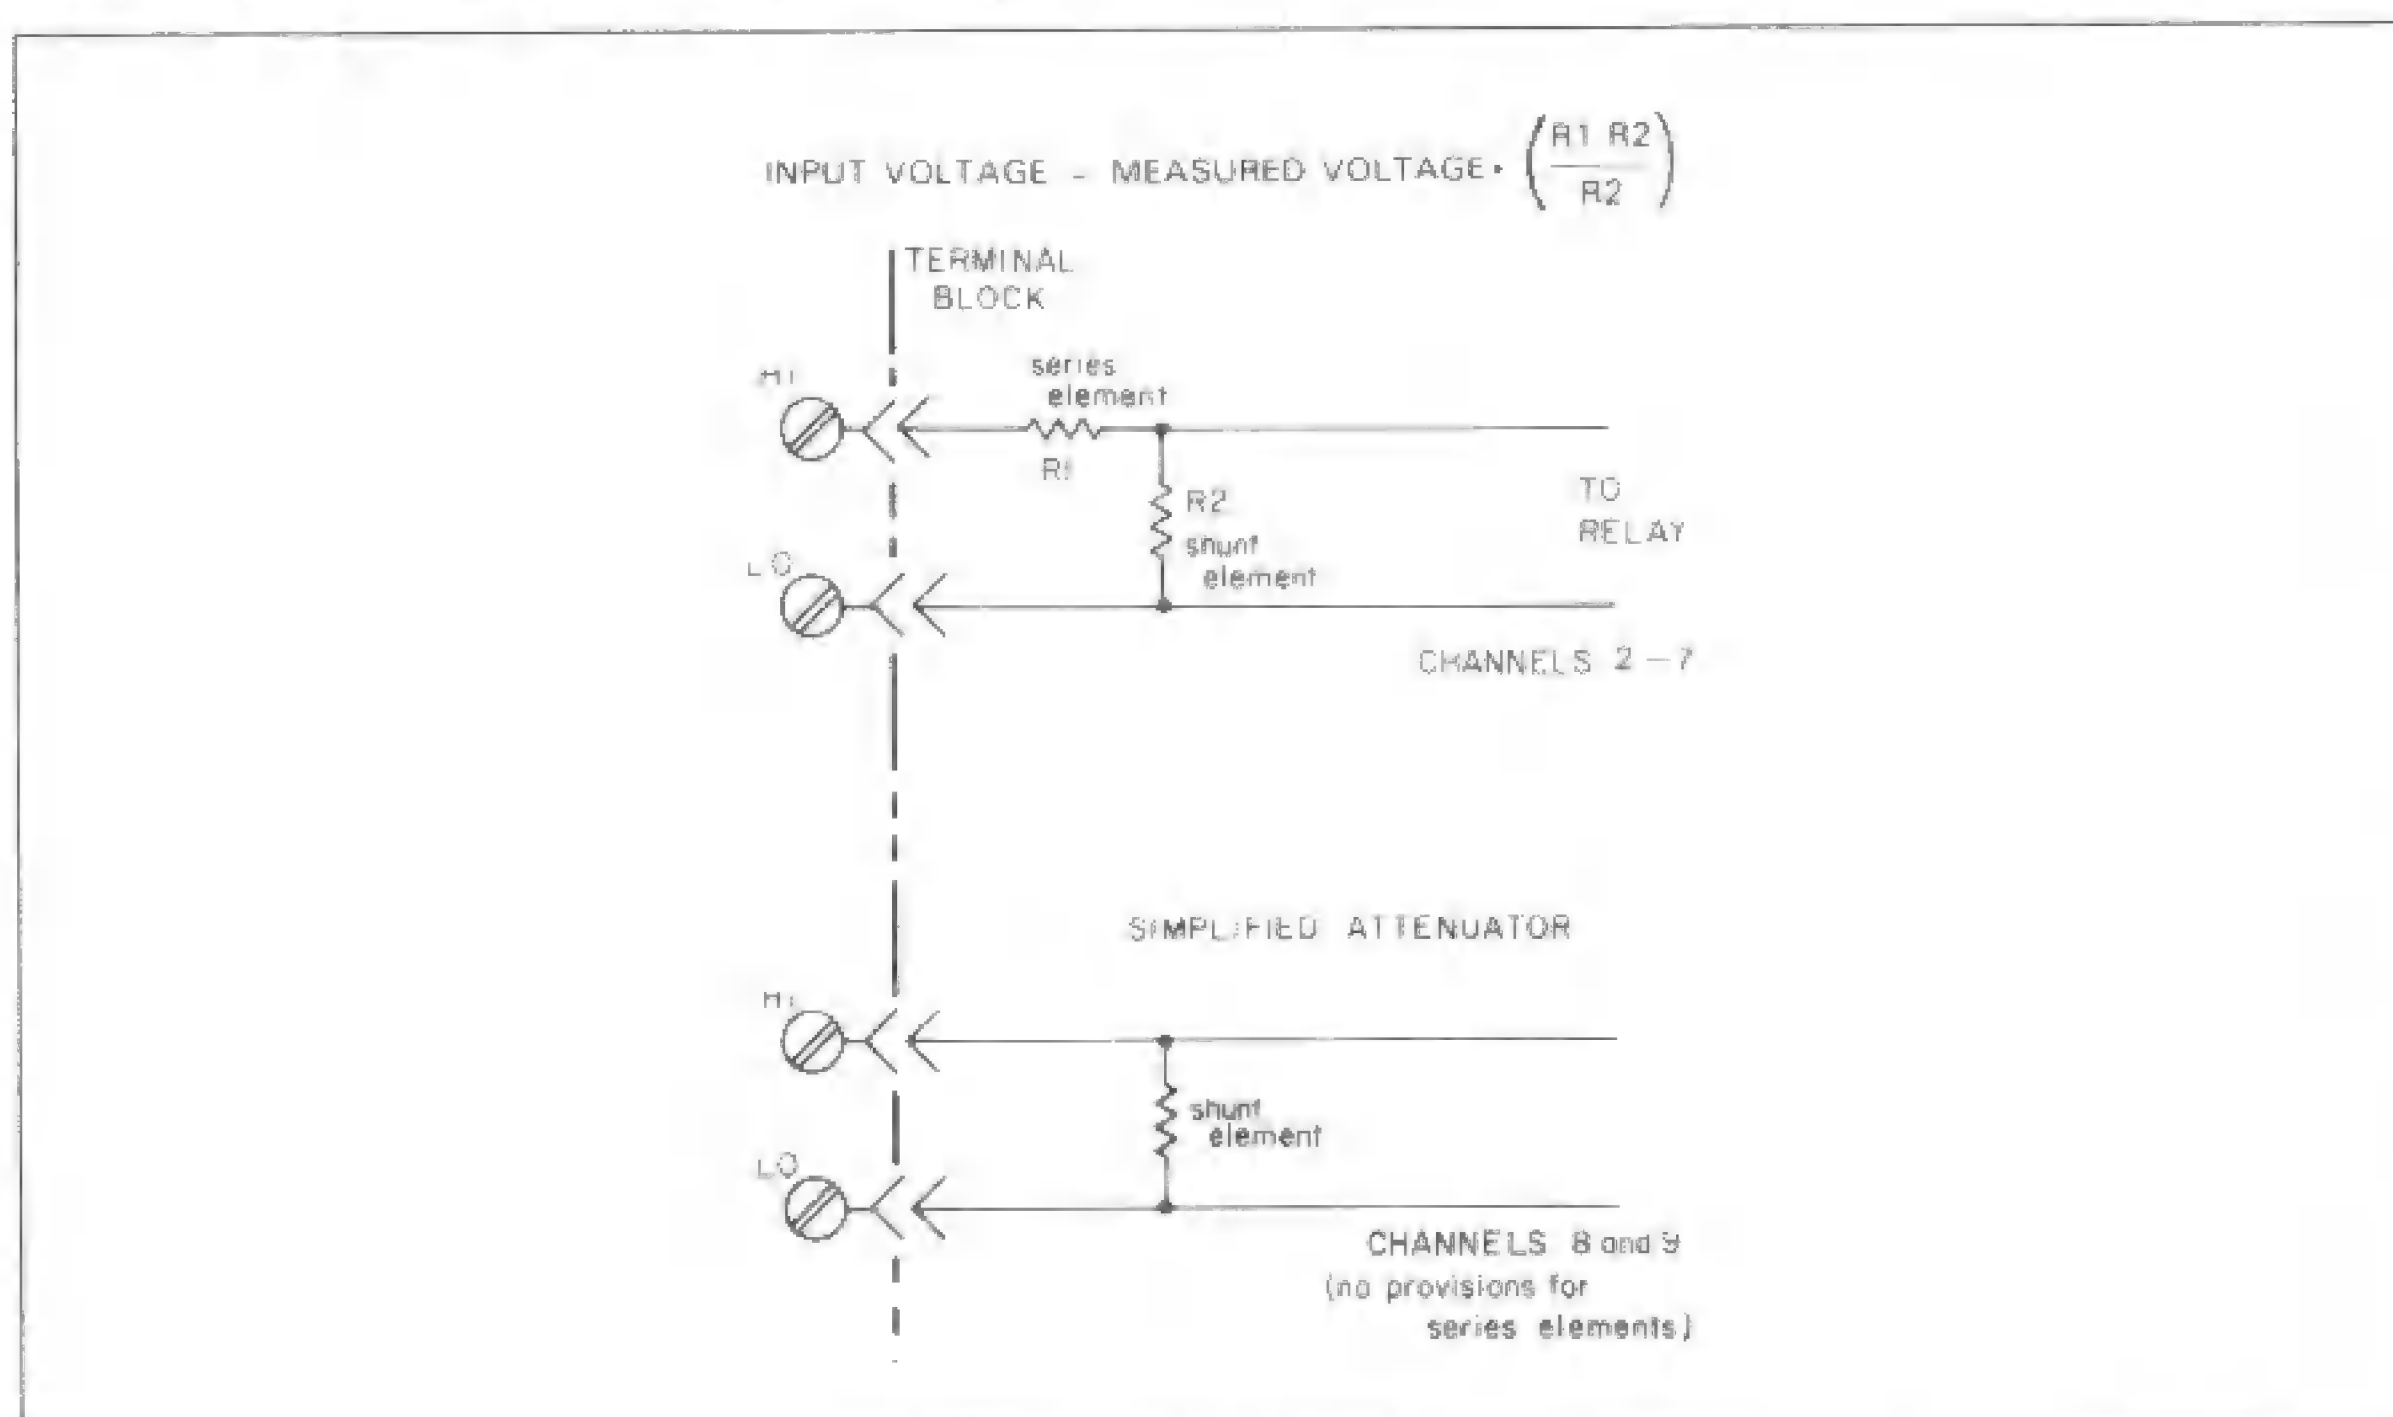 INPUT VOLTAGE - MEASURED VOLTAGE • (R1 R2
R2)
TERMINAL
BLOCK
HI
series
element
R1
R2
shunt
element
TO
RELAY
LO
CHANNELS 2 – 7
SIMPLIFIED ATTENUATOR
HI
shunt
element
LO
CHANNELS 8 and 9
(no provisions for
series elements)